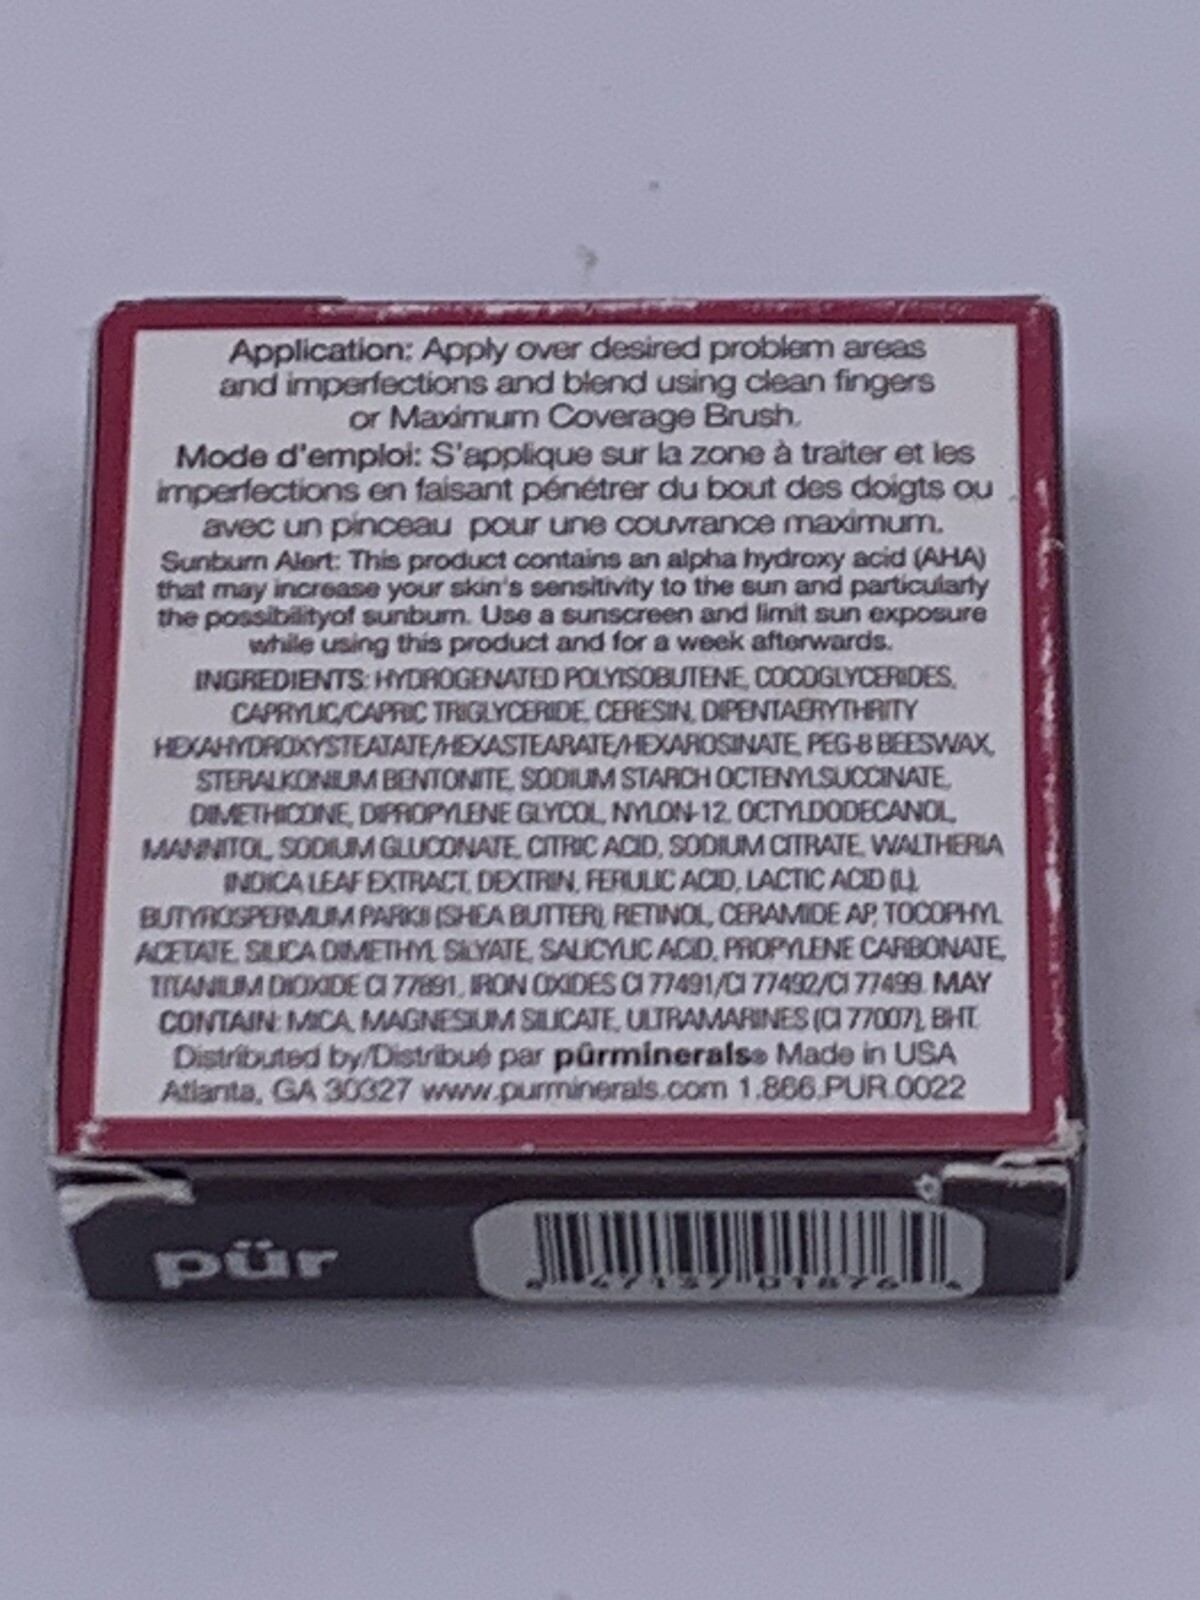 Application: Apply over desired problem areas
and imperfections and blend using clean fingers
or Maximum Coverage Brush.
Mode d'emploi: S'applique sur la zone à traiter et les
imperfections en faisant pénétrer du bout des doigts ou
avec un pinceau pour une couvrance maximum.
Sunburn Alert: This product contains an alpha hydroxy acid (AHA)
that may increase your skin's sensitivity to the sun and particularly
the possibilityof sunburn. Use a sunscreen and limit sun exposure
while using this product and for a week afterwards.
INGREDIENTS: HYDROGENATED POLYISOBUTENE, COCOGLYCERIDES,
CAPRYLIC/CAPRIC TRIGLYCERIDE, CERESIN, DIPENTAERYTHRITY
HEXAHYDROXYSTEATATE/HEXASTEARATE/HEXAROSINATE, PEG-8 BEESWAX,
STERALKONIUM BENTONITE, SODIUM STARCH OCTENYLSUCCINATE,
DIMETHICONE, DIPROPYLENE GLYCOL, NYLON-12, OCTYLDODECANOL,
MANNITOL, SODIUM GLUCONATE, CITRIC ACID, SODIUM CITRATE, WALTHERIA
INDICA LEAF EXTRACT, DEXTRIN, FERULIC ACID, LACTIC ACID (L),
BUTYROSPERMUM PARKII (SHEA BUTTER), RETINOL, CERAMIDE AP, TOCOPHYL
ACETATE, SILICA DIMETHYL SILYATE, SALICYLIC ACID, PROPYLENE CARBONATE,
TITANIUM DIOXIDE CI 77891, IRON OXIDES CI 77491/CI 77492/CI 77499. MAY
CONTAIN: MICA, MAGNESIUM SILICATE, ULTRAMARINES (CI 77007), BHT.
Distributed by/Distribué par pūrminerals® Made in USA
Atlanta, GA 30327 www.purminerals.com 1.866.PUR.0022
pür
8 47137 01876 4